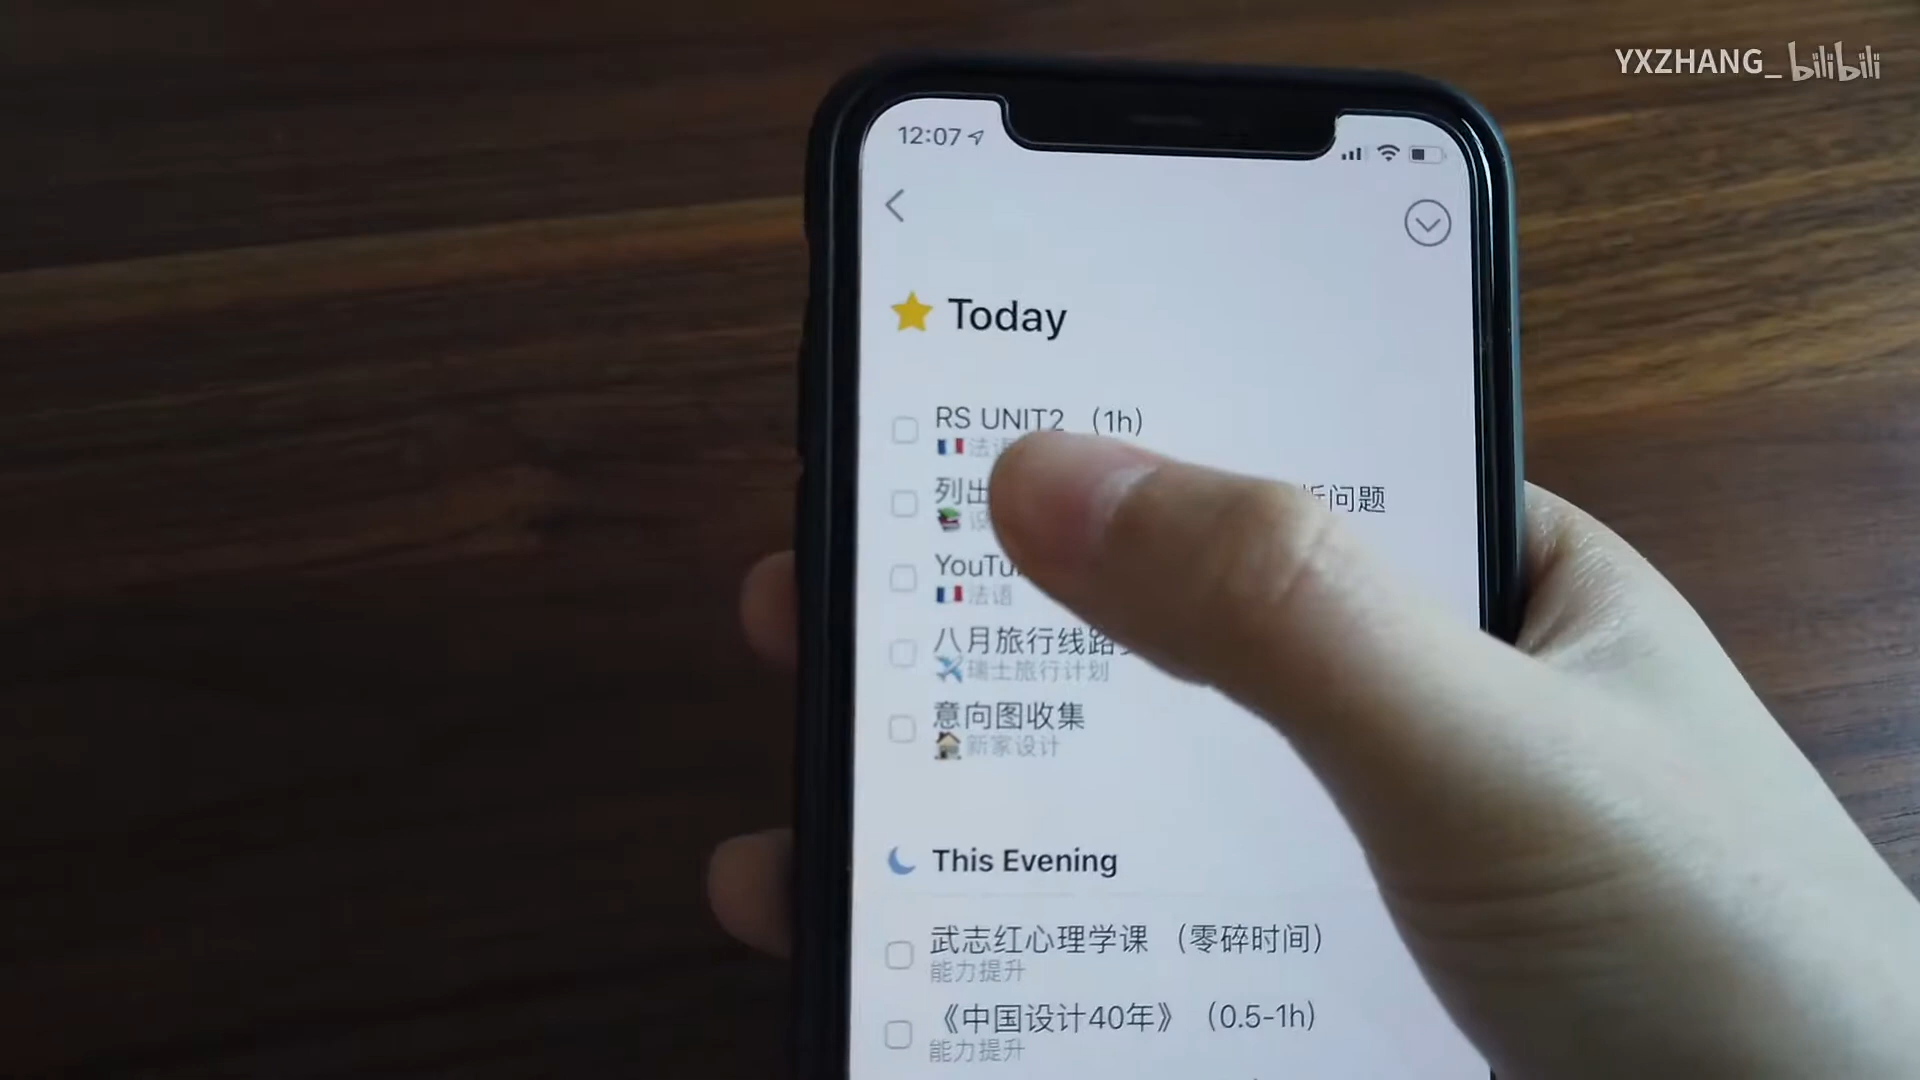 YXZHANG_ bilibili
12:07
Today
RS UNIT2 (1h)
法语
列出 问题
YouTu
法语
八月旅行线路
瑞士旅行计划
意向图收集
新家设计
This Evening
武志红心理学课 （零碎时间）
能力提升
《中国设计40年》 （0.5-1h）
能力提升